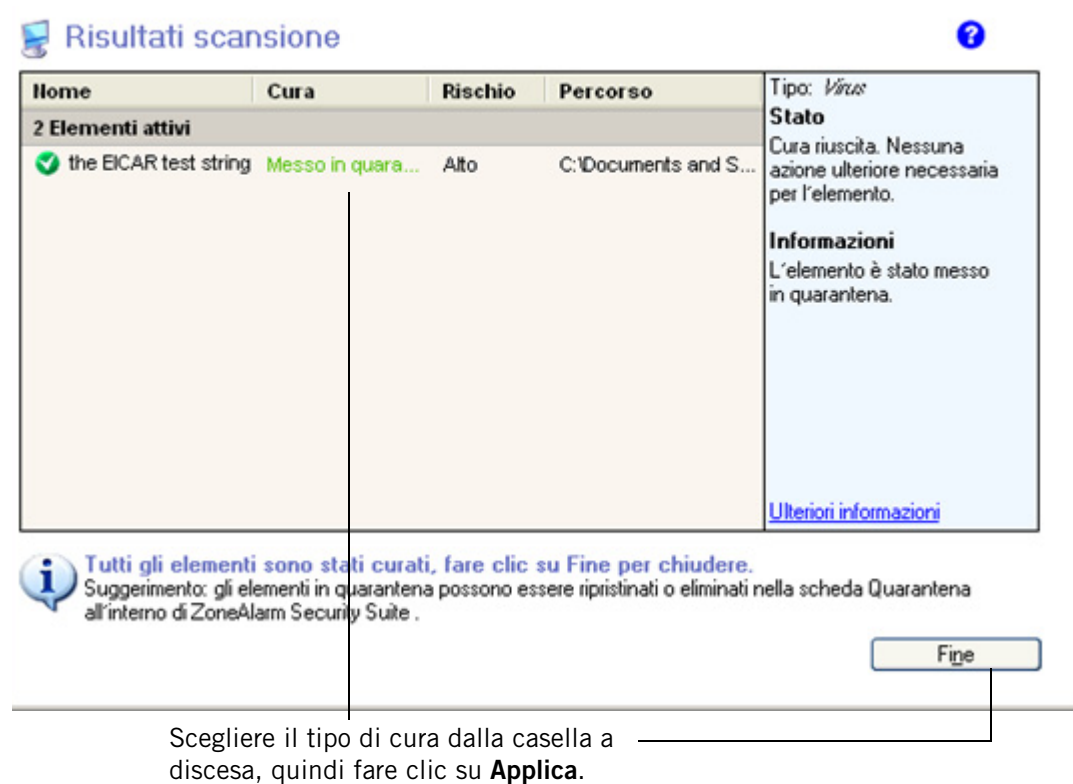 Risultati scansione
?
Nome Cura Rischio Percorso
2 Elementi attivi
the EICAR test string Messo in quara... Alto C:\Documents and S...
Tipo: Virus
Stato
Cura riuscita. Nessuna
azione ulteriore necessaria
per l'elemento.
Informazioni
L'elemento è stato messo
in quarantena.
Ulteriori informazioni
i
Tutti gli elementi sono stati curati, fare clic su Fine per chiudere.
Suggerimento: gli elementi in quarantena possono essere ripristinati o eliminati nella scheda Quarantena
all'interno di ZoneAlarm Security Suite .
Fine
Scegliere il tipo di cura dalla casella a
discesa, quindi fare clic su Applica.